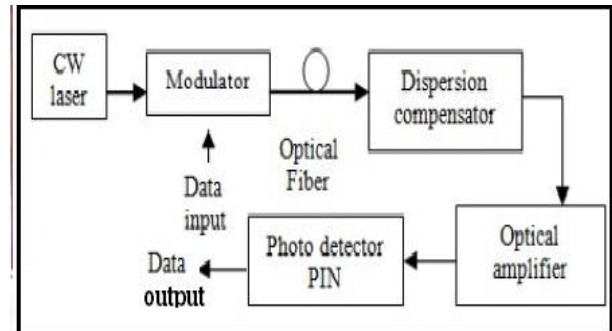 CW
laser
Modulator
Dispersion
compensator
Optical
Fiber
Data
input
Optical
amplifier
Photo detector
PIN
Data
output